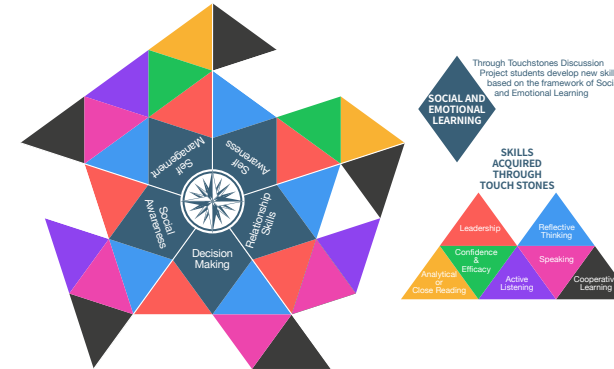 Self
Management
Self
Awareness
Social
Awareness
Relationship
Skills
Decision
Making
SOCIAL AND
EMOTIONAL
LEARNING
Through Touchstones Discussion
Project students develop new skill
based on the framework of Soci
and Emotional Learning
SKILLS
ACQUIRED
THROUGH
TOUCH STONES
Leadership
Reflective
Thinking
Confidence
&
Efficacy
Speaking
Analytical
or
Close Reading
Active
Listening
Cooperativ
Learning